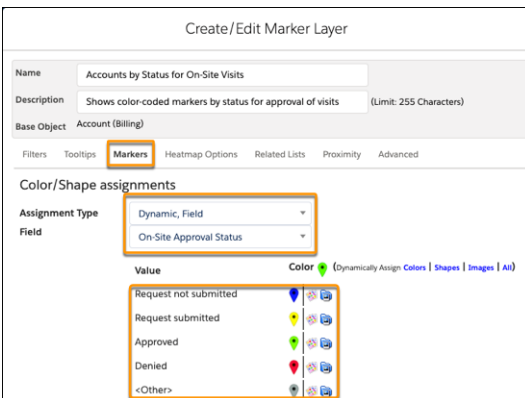 Create/Edit Marker Layer
Name Accounts by Status for On-Site Visits
Description Shows color-coded markers by status for approval of visits (Limit: 255 Characters)
Base Object Account (Billing)
Filters Tooltips Markers Heatmap Options Related Lists Proximity Advanced
Color/Shape assignments
Assignment Type Dynamic, Field
Field On-Site Approval Status
Value Color (Dynamically Assign Colors | Shapes | Images | All)
Request not submitted
Request submitted
Approved
Denied
<Other>